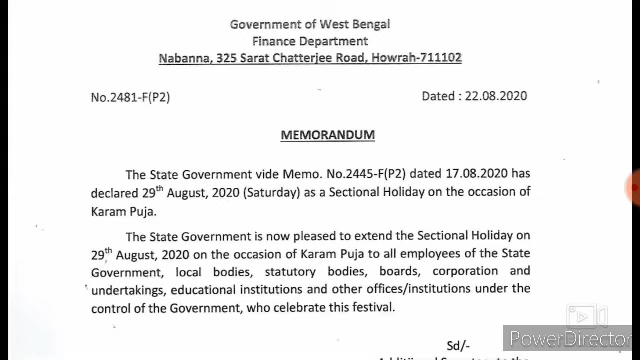 Government of West Bengal
Finance Department
Nabanna, 325 Sarat Chatterjee Road, Howrah-711102
No.2481-F(P2) Dated : 22.08.2020
MEMORANDUM
The State Government vide Memo. No.2445-F(P2) dated 17.08.2020 has
declared 29th August, 2020 (Saturday) as a Sectional Holiday on the occasion of
Karam Puja.
The State Government is now pleased to extend the Sectional Holiday on
29th August, 2020 on the occasion of Karam Puja to all employees of the State
Government, local bodies, statutory bodies, boards, corporation and
undertakings, educational institutions and other offices/institutions under the
control of the Government, who celebrate this festival.
Sd/-
Additional Secretary to the
PowerDirector